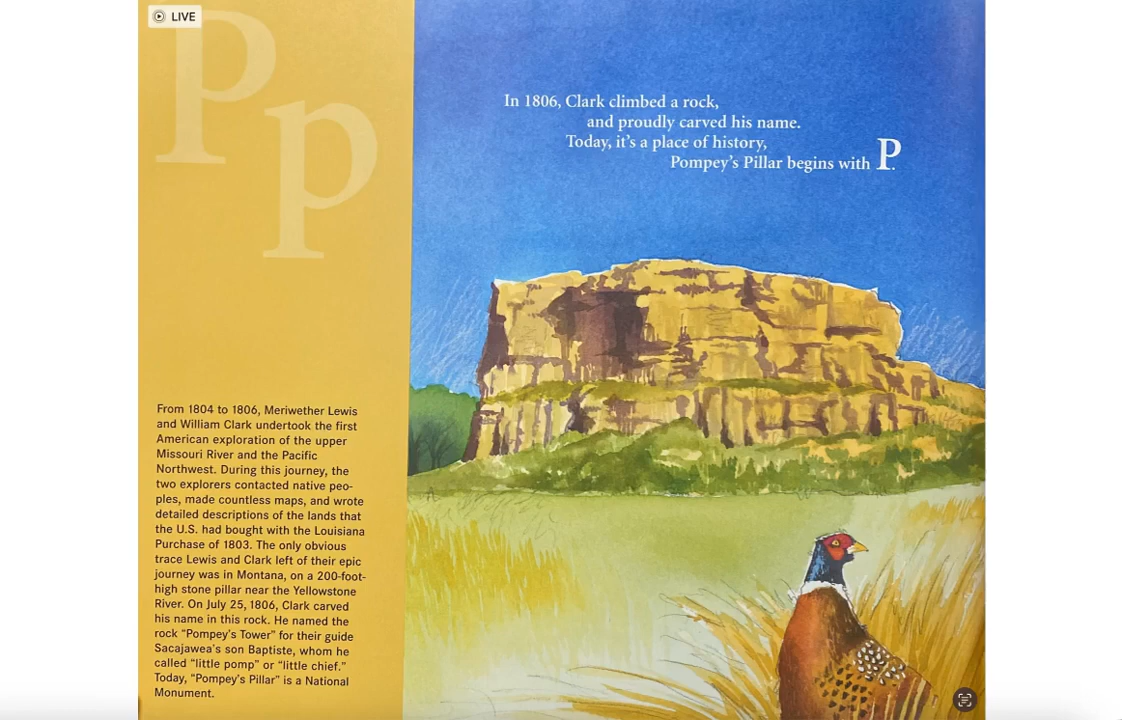 LIVE
Pp
In 1806, Clark climbed a rock,
and proudly carved his name.
Today, it's a place of history,
Pompey's Pillar begins with P.
From 1804 to 1806, Meriwether Lewis
and William Clark undertook the first
American exploration of the upper
Missouri River and the Pacific
Northwest. During this journey, the
two explorers contacted native peo-
ples, made countless maps, and wrote
detailed descriptions of the lands that
the U.S. had bought with the Louisiana
Purchase of 1803. The only obvious
trace Lewis and Clark left of their epic
journey was in Montana, on a 200-foot-
high stone pillar near the Yellowstone
River. On July 25, 1806, Clark carved
his name in this rock. He named the
rock "Pompey's Tower" for their guide
Sacajawea's son Baptiste, whom he
called "little pomp" or "little chief."
Today, "Pompey's Pillar" is a National
Monument.